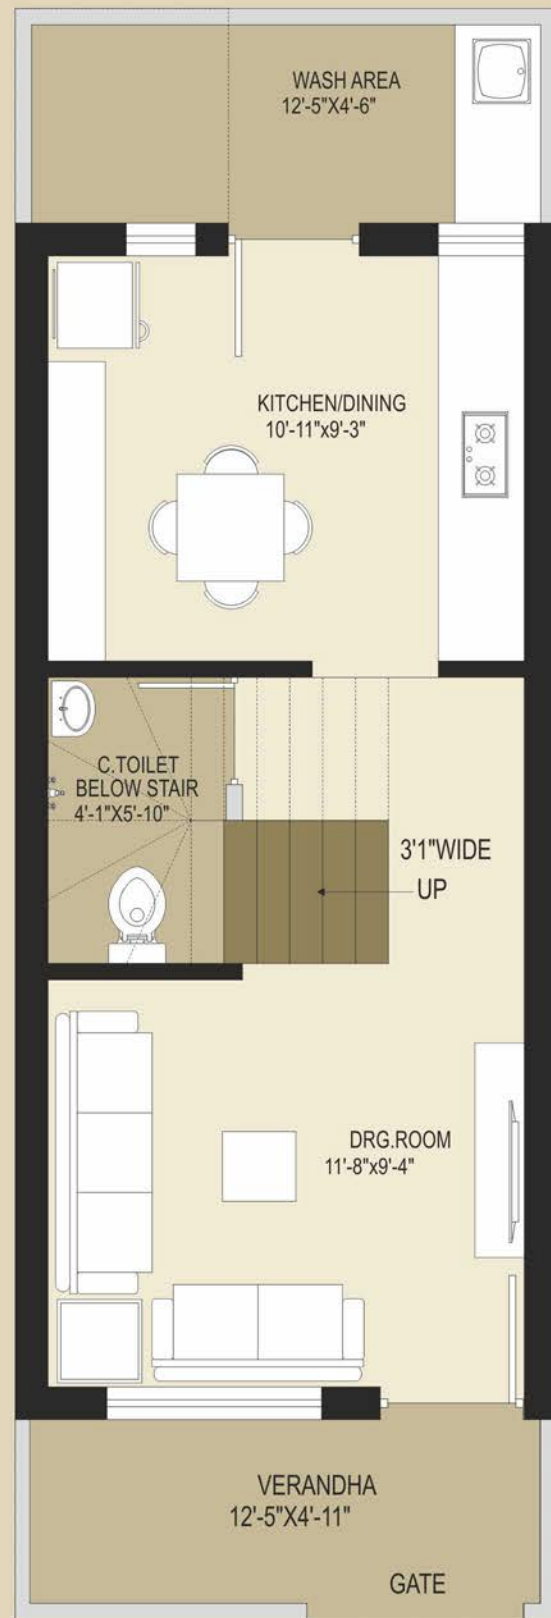 WASH AREA
12'-5"X4'-6"
KITCHEN/DINING
10'-11"x9'-3"
C.TOILET
BELOW STAIR
4'-1"X5'-10"
3'1"WIDE
UP
DRG.ROOM
11'-8"x9'-4"
VERANDHA
12'-5"X4'-11"
GATE